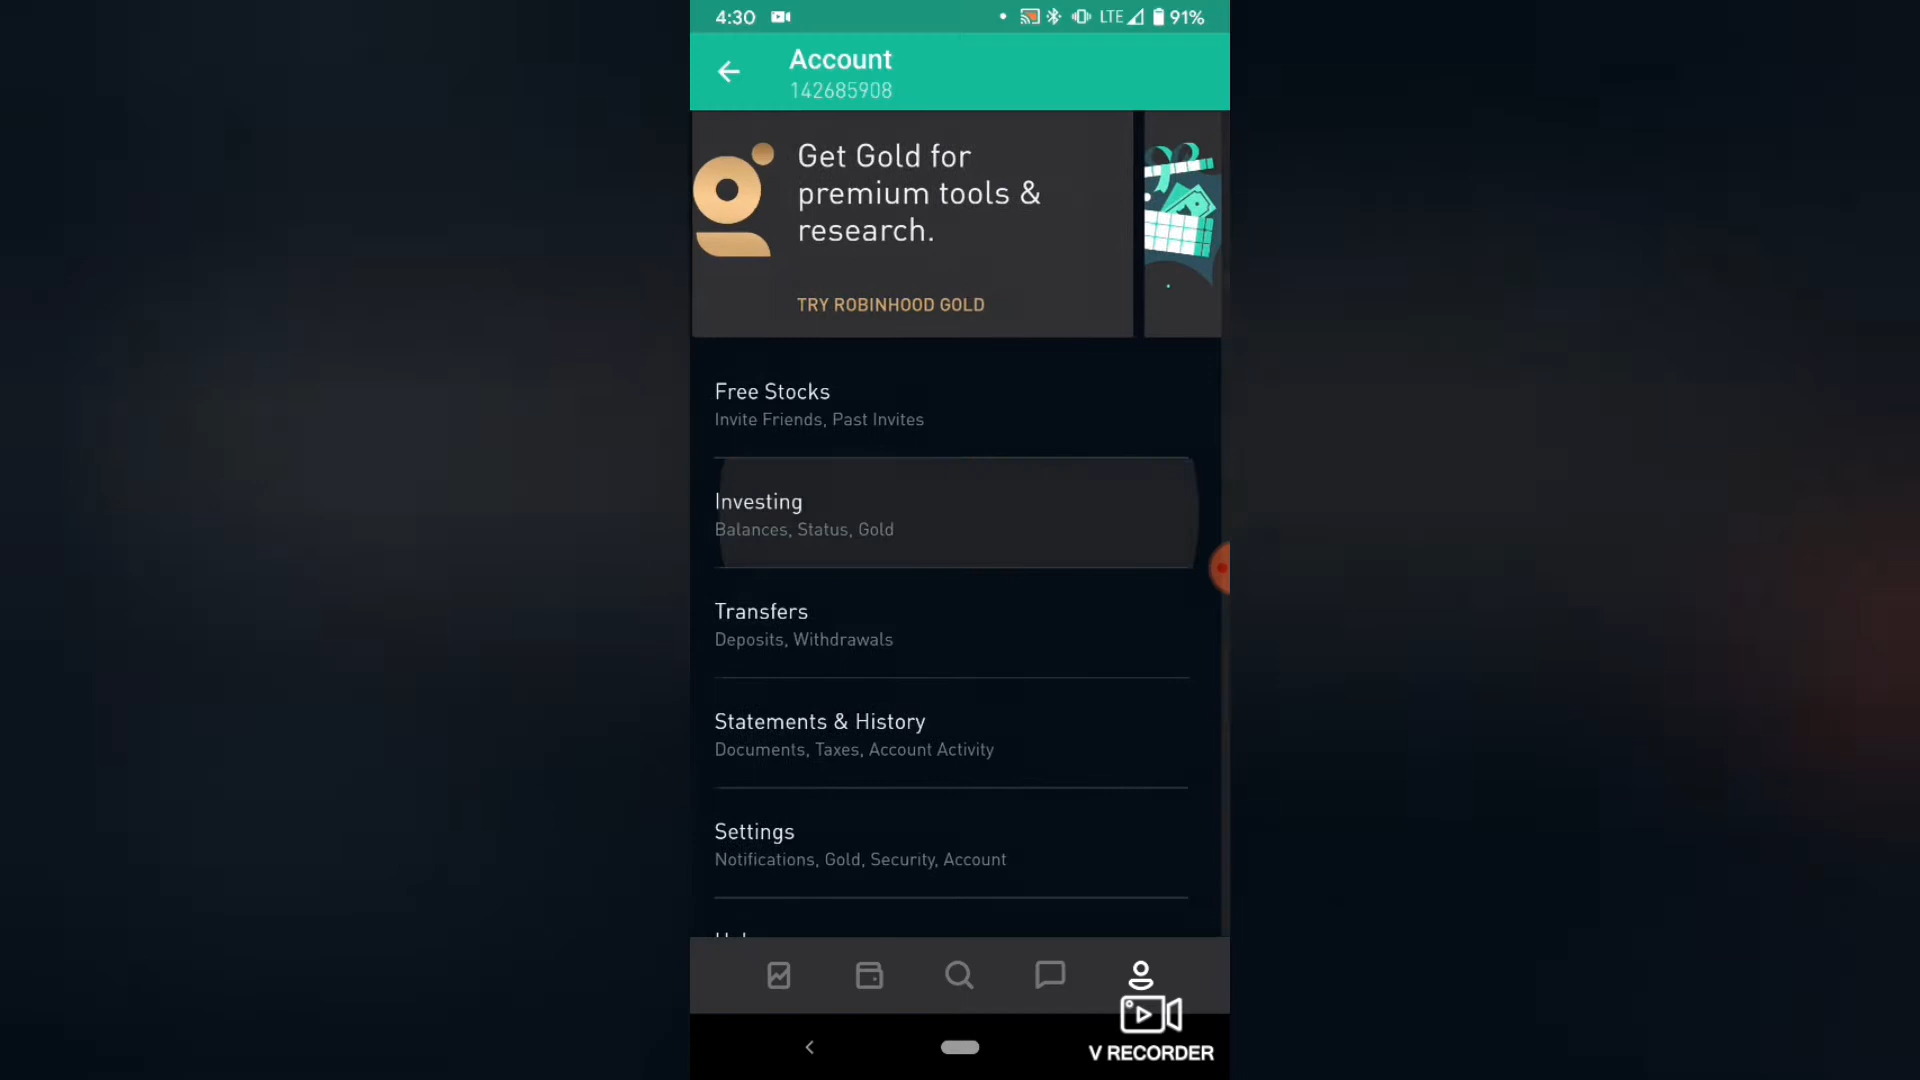 4:30 LTE 91%
Account
142685908
Get Gold for
premium tools &
research.
TRY ROBINHOOD GOLD
Free Stocks
Invite Friends, Past Invites
Investing
Balances, Status, Gold
Transfers
Deposits, Withdrawals
Statements & History
Documents, Taxes, Account Activity
Settings
Notifications, Gold, Security, Account
V RECORDER